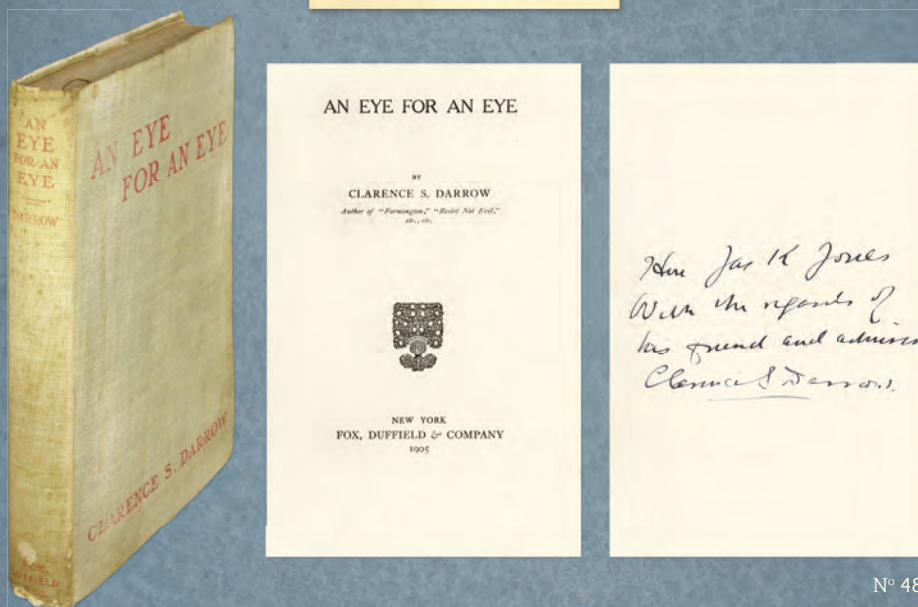 AN
EYE
FOR AN
EYE
DARROW
FOX,
DUFFIELD
AN EYE
FOR AN EYE
CLARENCE S. DARROW
AN EYE FOR AN EYE
BY
CLARENCE S. DARROW
Author of "Farmington," "Resist Not Evil,"
etc., etc.
NEW YORK
FOX, DUFFIELD & COMPANY
1905
Hon Jas K Jones
With the regards of
his friend and admirer
Clarence S Darrow.
Nº 48